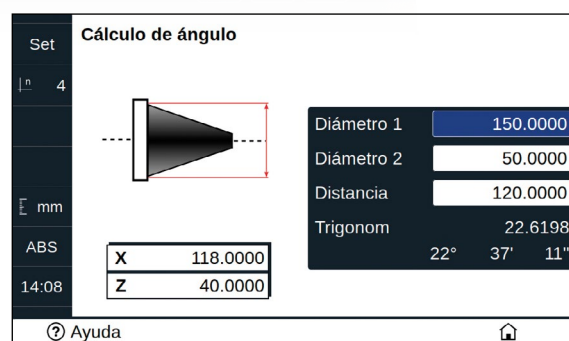 Set
Cálculo de ángulo
n 4
Diámetro 1 150.0000
Diámetro 2 50.0000
Distancia 120.0000
mm
Trigonom 22.6198
22° 37' 11"
ABS
X 118.0000
Z 40.0000
14:08
? Ayuda